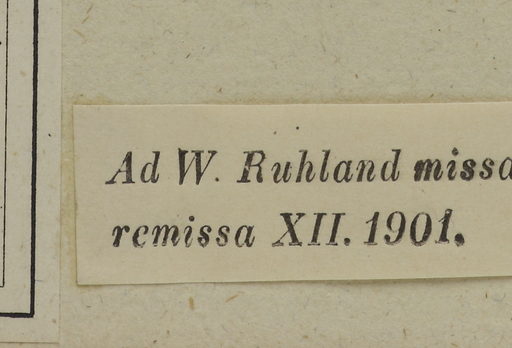 Ad W. Ruhland missa
remissa XII. 1901.